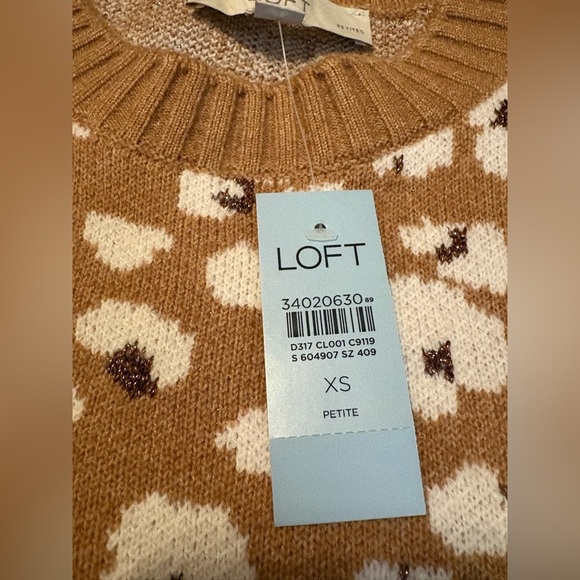 LOFT
PETITES
LOFT
34020630 89
D317 CL001 C9119
S 604907 SZ 409
XS
PETITE